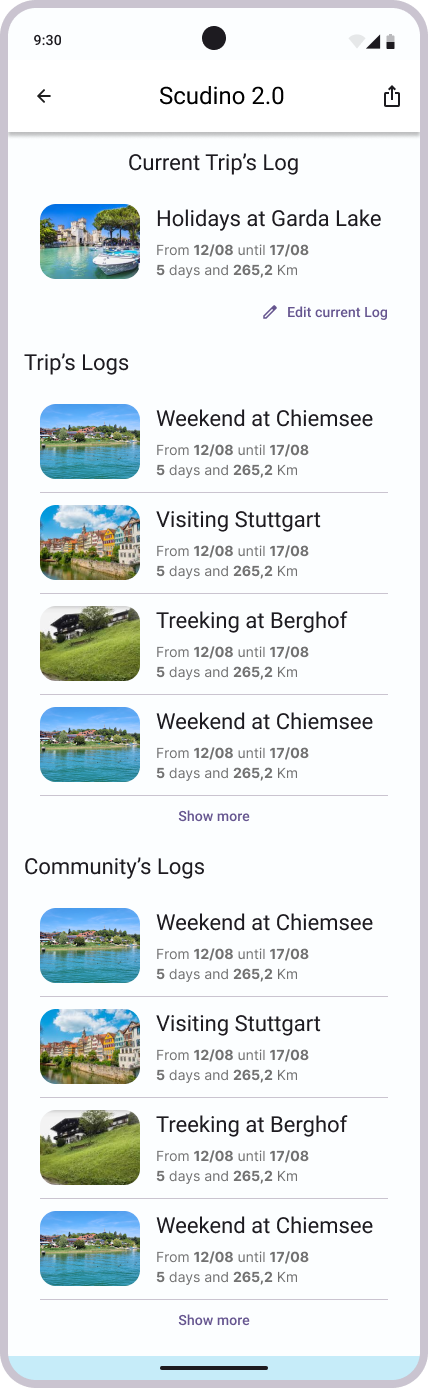 9:30
Scudino 2.0
Current Trip’s Log
Holidays at Garda Lake
From 12/08 until 17/08
5 days and 265,2 Km
Edit current Log
Trip’s Logs
Weekend at Chiemsee
From 12/08 until 17/08
5 days and 265,2 Km
Visiting Stuttgart
From 12/08 until 17/08
5 days and 265,2 Km
Treeking at Berghof
From 12/08 until 17/08
5 days and 265,2 Km
Weekend at Chiemsee
From 12/08 until 17/08
5 days and 265,2 Km
Show more
Community’s Logs
Weekend at Chiemsee
From 12/08 until 17/08
5 days and 265,2 Km
Visiting Stuttgart
From 12/08 until 17/08
5 days and 265,2 Km
Treeking at Berghof
From 12/08 until 17/08
5 days and 265,2 Km
Weekend at Chiemsee
From 12/08 until 17/08
5 days and 265,2 Km
Show more